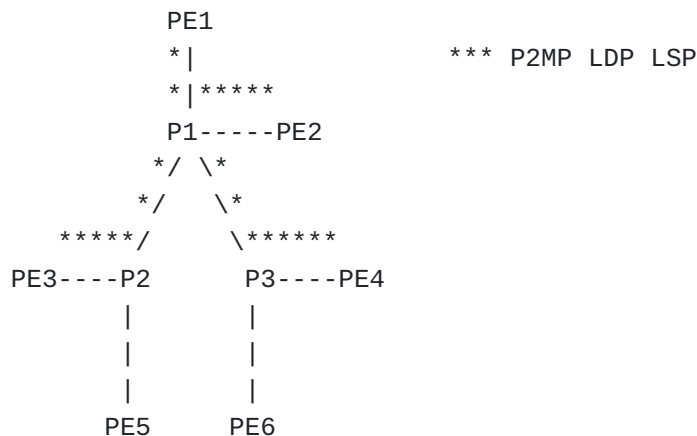 PE1
*| *** P2MP LDP LSP
*|*****
P1-----PE2
*/ \*
*/ \*
*****/ \******
PE3----P2 P3----PE4
| |
| |
| |
PE5 PE6